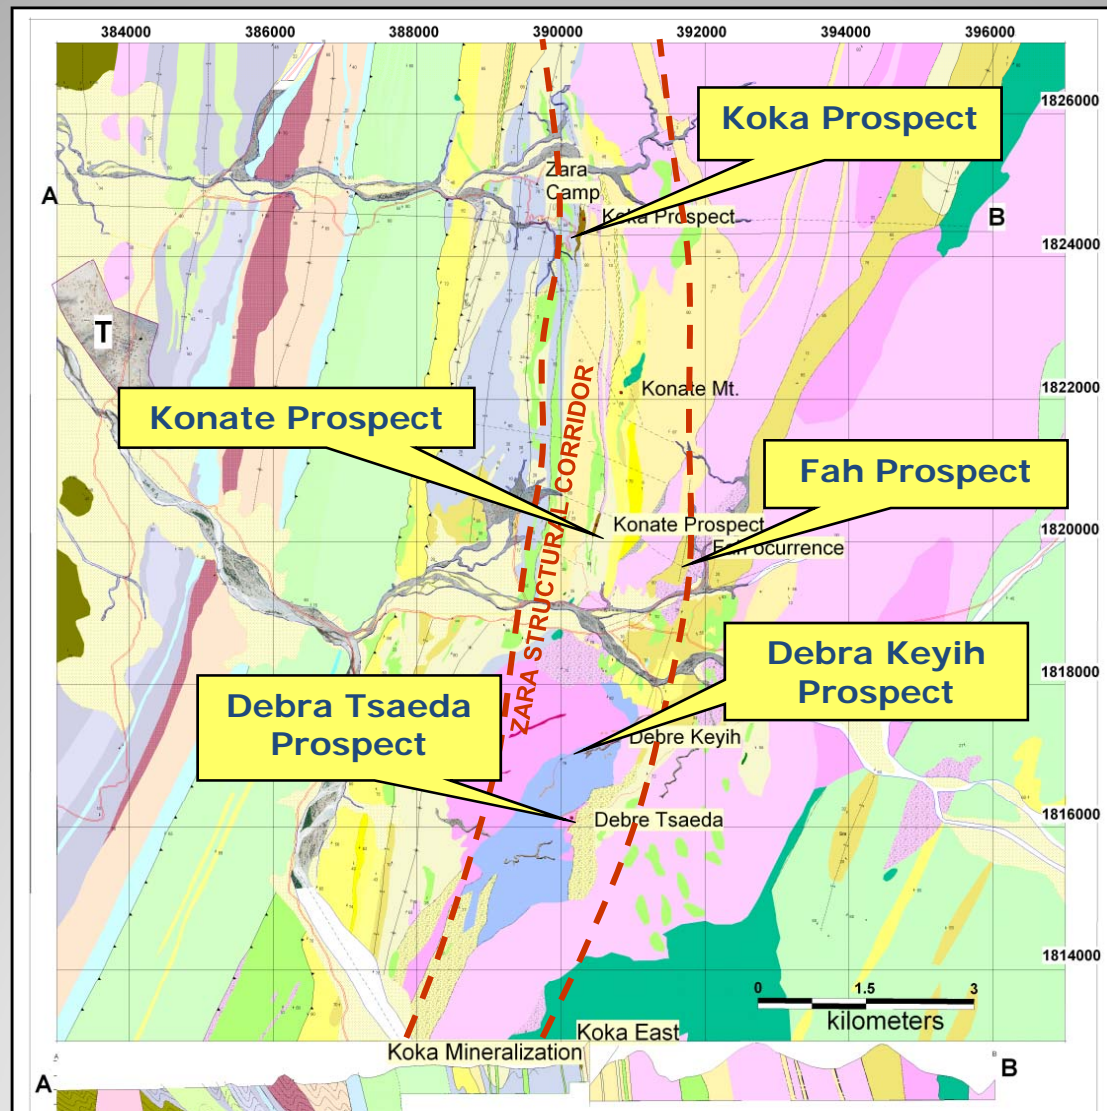 384000 386000 388000 390000 392000 394000 396000
1826000
Koka Prospect
Zara
Camp
A
Koka Prospect
B
1824000
T
1822000
Konate Mt.
Konate Prospect
ZARA STRUCTURAL CORRIDOR
Fah Prospect
Konate Prospect
1820000
Fah ocurrence
1818000
Debra Keyih
Prospect
Debra Tsaeda
Prospect
Debre Keyih
1816000
Debre Tsaeda
1814000
0 1.5 3
kilometers
Koka East
Koka Mineralization
A
B